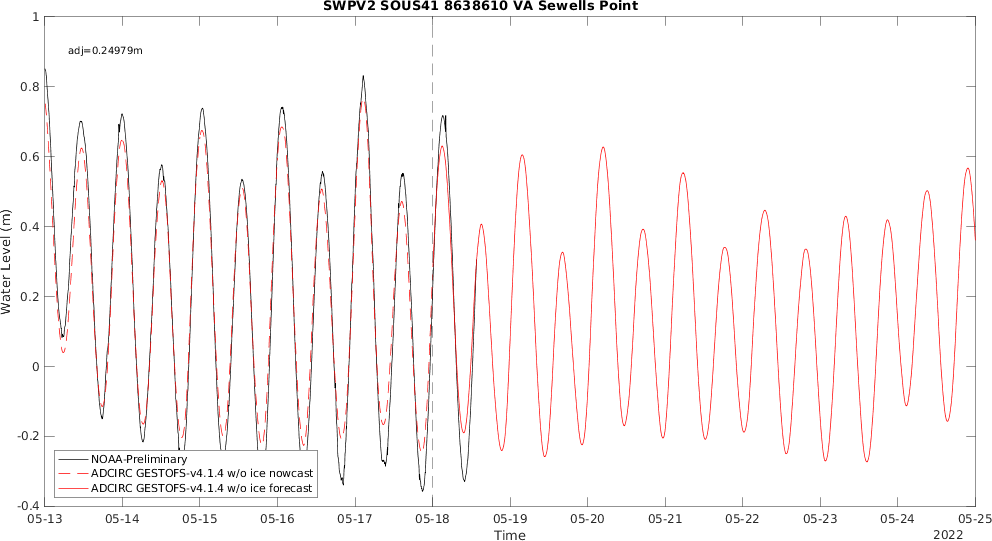 SWPV2 SOUS41 8638610 VA Sewells Point
adj=0.24979m
Water Level (m)
1
0.8
0.6
0.4
0.2
0
-0.2
-0.4
NOAA-Preliminary
ADCIRC GESTOFS-v4.1.4 w/o ice nowcast
ADCIRC GESTOFS-v4.1.4 w/o ice forecast
05-13 05-14 05-15 05-16 05-17 05-18 05-19 05-20 05-21 05-22 05-23 05-24 05-25
Time
2022